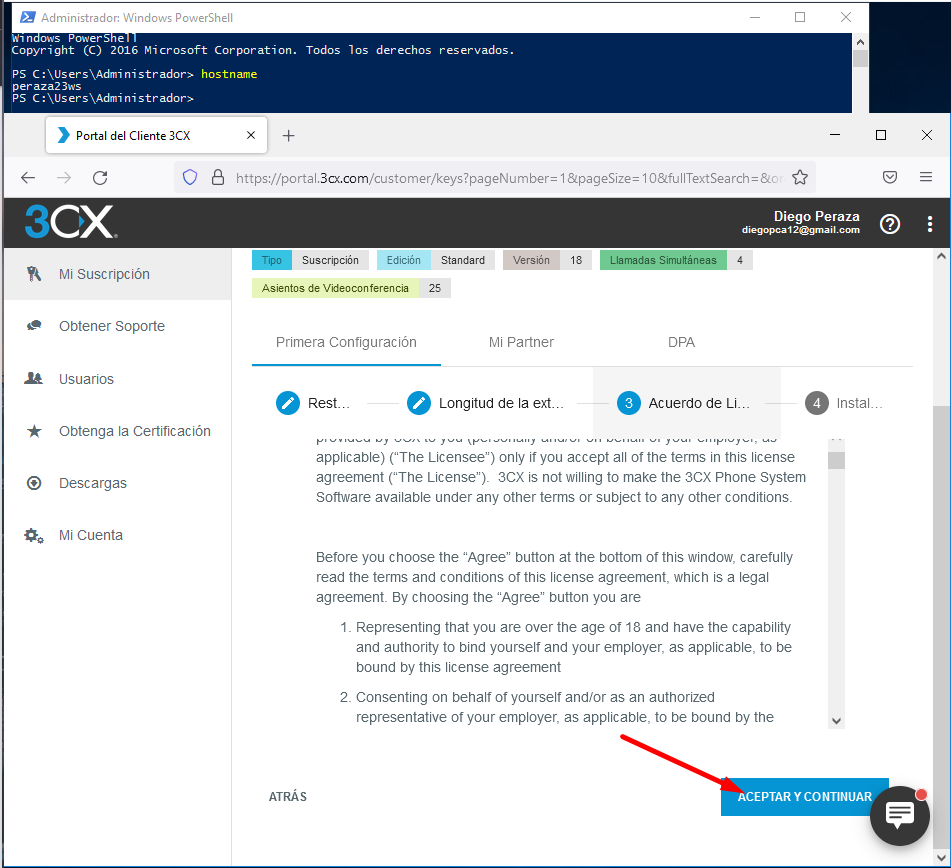 Administrador: Windows PowerShell
Windows PowerShell
Copyright (C) 2016 Microsoft Corporation. Todos los derechos reservados.
PS C:\Users\Administrador> hostname
peraza23ws
PS C:\Users\Administrador>
Portal del Cliente 3CX
https://portal.3cx.com/customer/keys?pageNumber=1&pageSize=10&fullTextSearch=&or
3CX.
Diego Peraza
diegopca12@gmail.com
Mi Suscripción
Obtener Soporte
Usuarios
Obtenga la Certificación
Descargas
Mi Cuenta
Tipo Suscripción Edición Standard Versión 18 Llamadas Simultáneas 4
Asientos de Videoconferencia 25
Primera Configuración Mi Partner DPA
Rest... Longitud de la ext... 3 Acuerdo de Li... 4 Instal...
provided by 3CX to you (personally and/or on behalf of your employer, as
applicable) (“The Licensee”) only if you accept all of the terms in this license
agreement (“The License”).  3CX is not willing to make the 3CX Phone System
Software available under any other terms or subject to any other conditions.
Before you choose the “Agree” button at the bottom of this window, carefully
read the terms and conditions of this license agreement, which is a legal
agreement. By choosing the “Agree” button you are
1. Representing that you are over the age of 18 and have the capability
and authority to bind yourself and your employer, as applicable, to be
bound by this license agreement
2. Consenting on behalf of yourself and/or as an authorized
representative of your employer, as applicable, to be bound by the
ATRÁS
ACEPTAR Y CONTINUAR